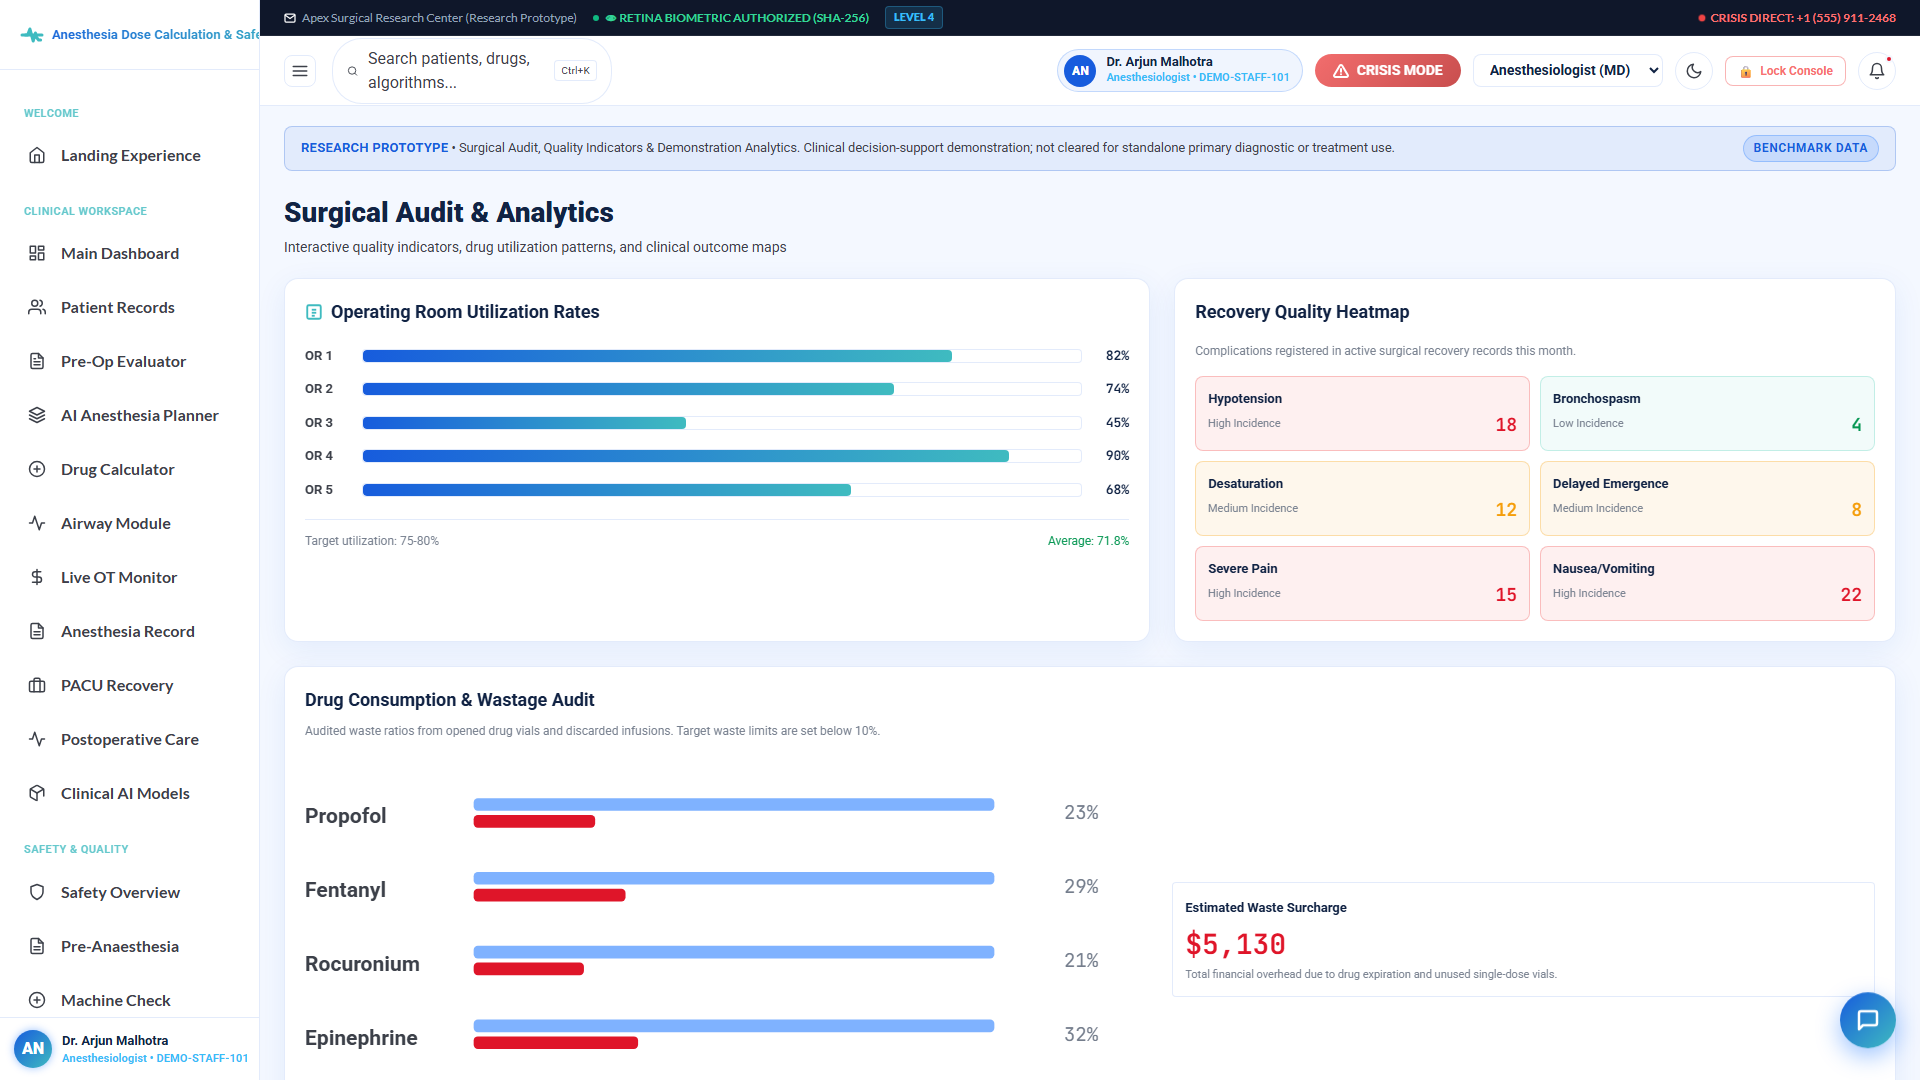 Apex Surgical Research Center (Research Prototype)
RETINA BIOMETRIC AUTHORIZED (SHA-256)
LEVEL 4
CRISIS DIRECT: +1 (555) 911-2468
Anesthesia Dose Calculation & Safe
Search patients, drugs,
algorithms...
Ctrl+K
AN
Dr. Arjun Malhotra
Anesthesiologist • DEMO-STAFF-101
CRISIS MODE
Anesthesiologist (MD)
Lock Console
WELCOME
Landing Experience
CLINICAL WORKSPACE
Main Dashboard
Patient Records
Pre-Op Evaluator
AI Anesthesia Planner
Drug Calculator
Airway Module
Live OT Monitor
Anesthesia Record
PACU Recovery
Postoperative Care
Clinical AI Models
SAFETY & QUALITY
Safety Overview
Pre-Anaesthesia
Machine Check
AN
Dr. Arjun Malhotra
Anesthesiologist • DEMO-STAFF-101
RESEARCH PROTOTYPE • Surgical Audit, Quality Indicators & Demonstration Analytics. Clinical decision-support demonstration; not cleared for standalone primary diagnostic or treatment use.
BENCHMARK DATA
Surgical Audit & Analytics
Interactive quality indicators, drug utilization patterns, and clinical outcome maps
Operating Room Utilization Rates
OR 1 82%
OR 2 74%
OR 3 45%
OR 4 90%
OR 5 68%
Target utilization: 75-80%
Average: 71.8%
Recovery Quality Heatmap
Complications registered in active surgical recovery records this month.
Hypotension
High Incidence
18
Bronchospasm
Low Incidence
4
Desaturation
Medium Incidence
12
Delayed Emergence
Medium Incidence
8
Severe Pain
High Incidence
15
Nausea/Vomiting
High Incidence
22
Drug Consumption & Wastage Audit
Audited waste ratios from opened drug vials and discarded infusions. Target waste limits are set below 10%.
Propofol 23%
Fentanyl 29%
Rocuronium 21%
Epinephrine 32%
Estimated Waste Surcharge
$5,130
Total financial overhead due to drug expiration and unused single-dose vials.